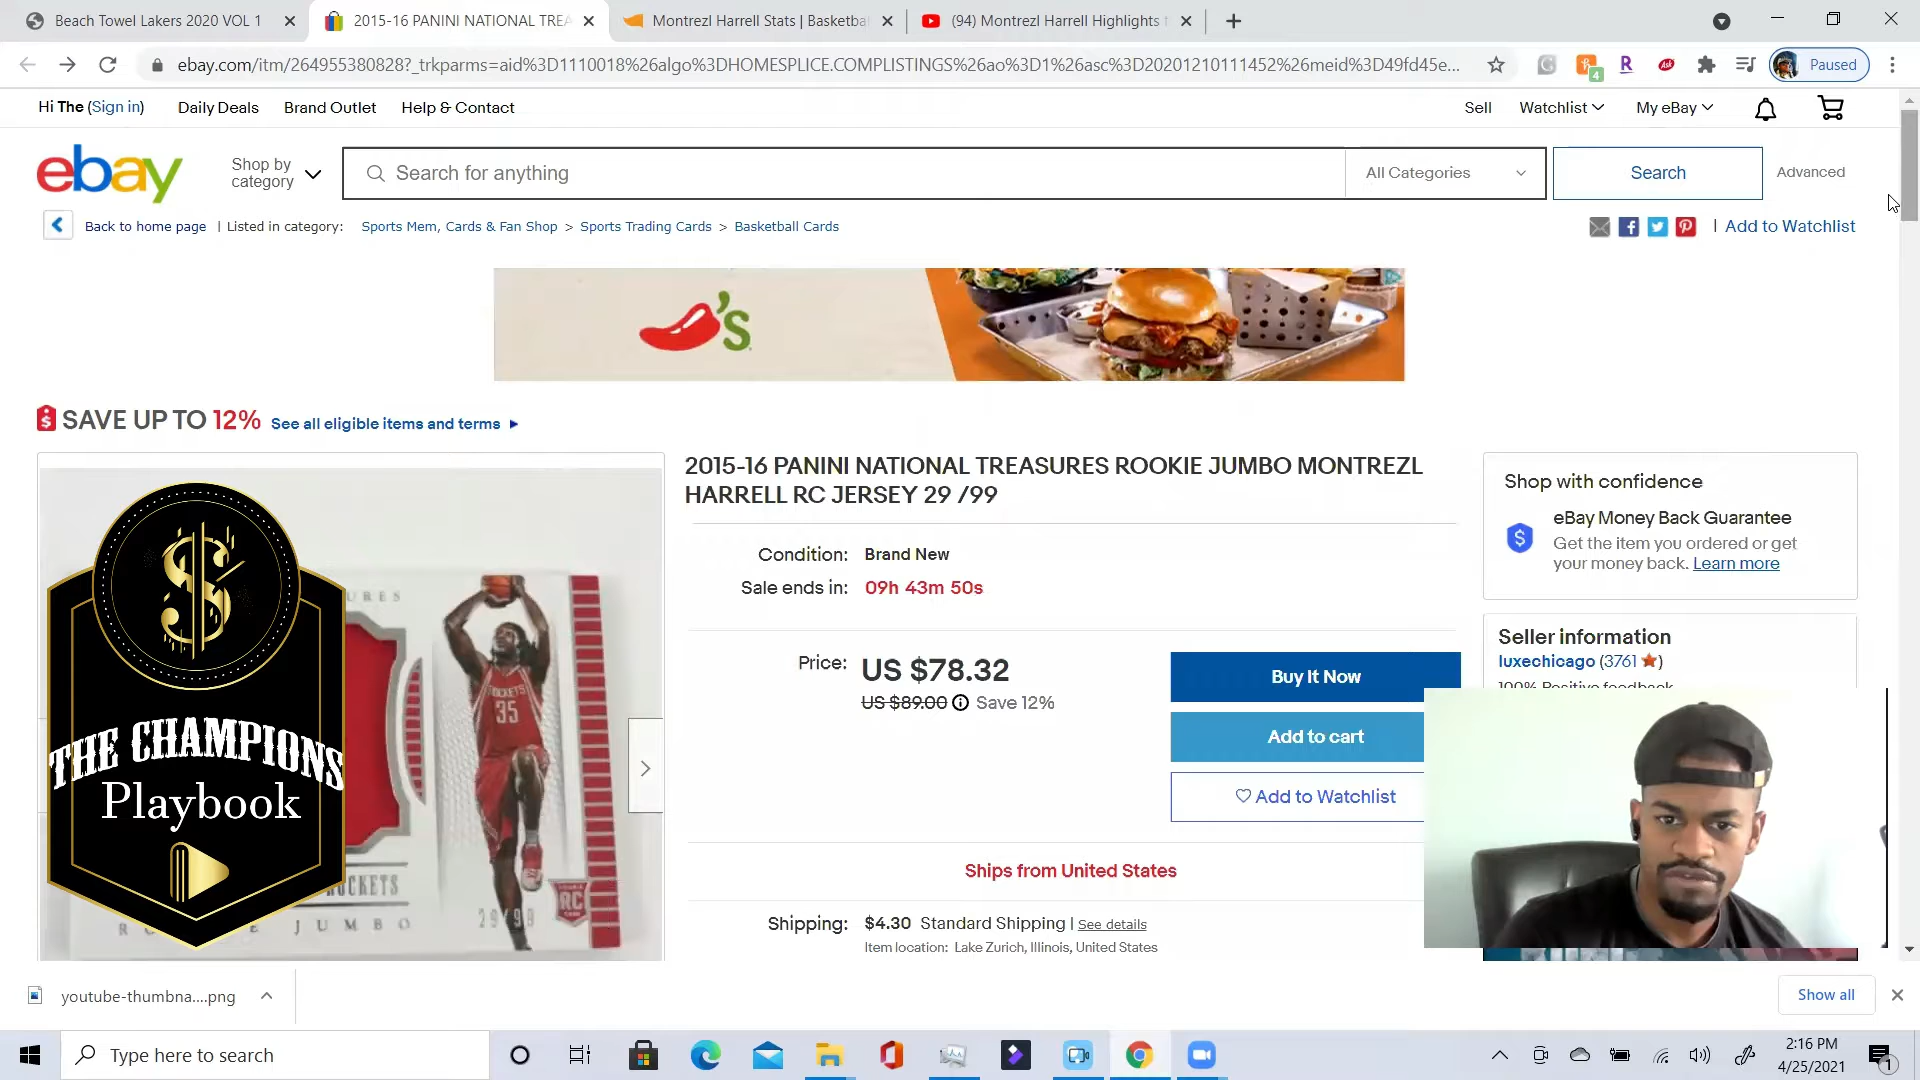 Beach Towel Lakers 2020 VOL 1
2015-16 PANINI NATIONAL TREA
Montrezl Harrell Stats | Basketba
(94) Montrezl Harrell Highlights
ebay.com/itm/264955380828?_trkparms=aid%3D1110018%26algo%3DHOMESPLICE.COMPLISTINGS%26ao%3D1%26asc%3D20201210111452%26meid%3D49fd45e...
4
R
Ask
Paused
Hi The (Sign in)
Daily Deals
Brand Outlet
Help & Contact
Sell
Watchlist
My eBay
ebay
Shop by
category
Search for anything
All Categories
Search
Advanced
Back to home page
| Listed in category:
Sports Mem, Cards & Fan Shop > Sports Trading Cards > Basketball Cards
| Add to Watchlist
's
SAVE UP TO 12% See all eligible items and terms
2015-16 PANINI NATIONAL TREASURES ROOKIE JUMBO MONTREZL
HARRELL RC JERSEY 29 /99
Condition: Brand New
Sale ends in: 09h 43m 50s
Price: US $78.32
US $89.00 Save 12%
Buy It Now
Add to cart
Add to Watchlist
Ships from United States
Shipping: $4.30 Standard Shipping | See details
Item location: Lake Zurich, Illinois, United States
Shop with confidence
eBay Money Back Guarantee
Get the item you ordered or get
your money back. Learn more
Seller information
luxechicago (3761)
100% Positive feedback
URES
ROCKETS
35
THE CHAMPIONS
Playbook
OCKETS
RC
29/99
R
E JUMBO
youtube-thumbna....png
Show all
Type here to search
2:16 PM
4/25/2021
1